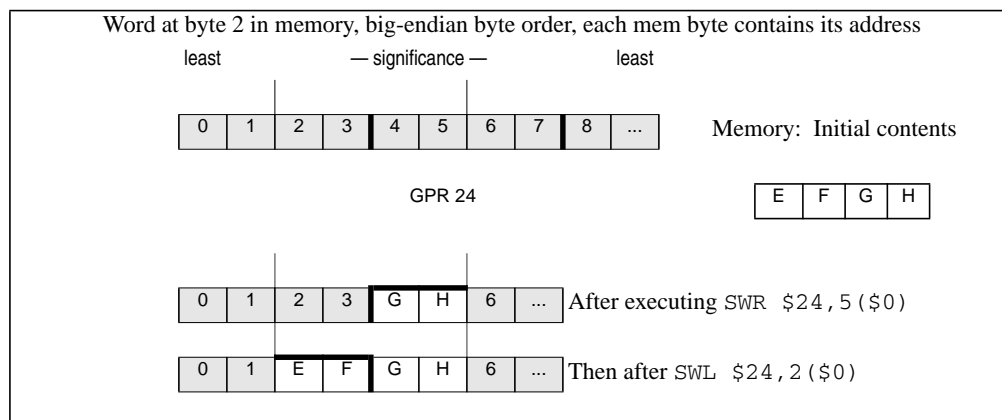 Word at byte 2 in memory, big-endian byte order, each mem byte contains its address
least — significance — least
0 1 2 3 4 5 6 7 8 ... Memory: Initial contents
GPR 24 E F G H
0 1 2 3 G H 6 ... After executing SWR $24,5($0)
0 1 E F G H 6 ... Then after SWL $24,2($0)